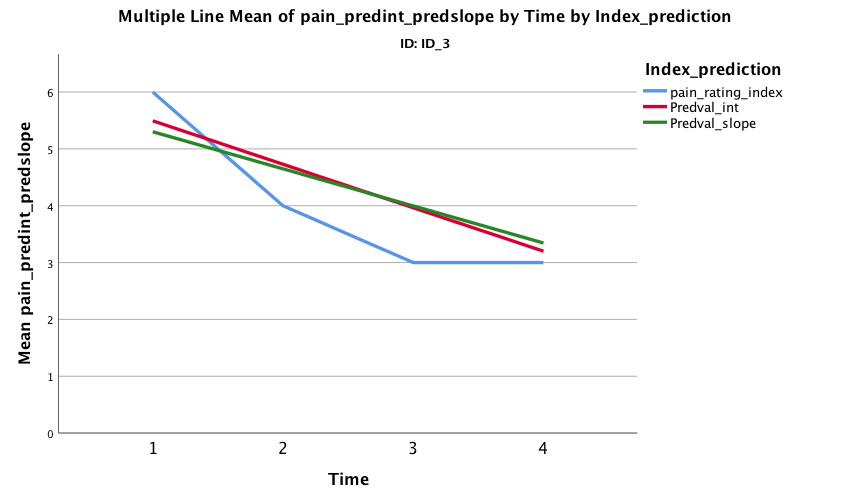 Multiple Line Mean of pain_predint_predslope by Time by Index_prediction
ID: ID_3
Index_prediction
pain_rating_index
Predval_int
Predval_slope
Mean pain_predint_predslope
6
5
4
3
2
1
0
1 2 3 4
Time